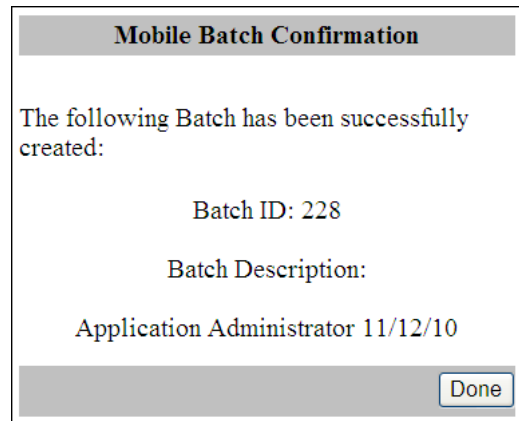 Mobile Batch Confirmation
The following Batch has been successfully
created:
Batch ID: 228
Batch Description:
Application Administrator 11/12/10
Done